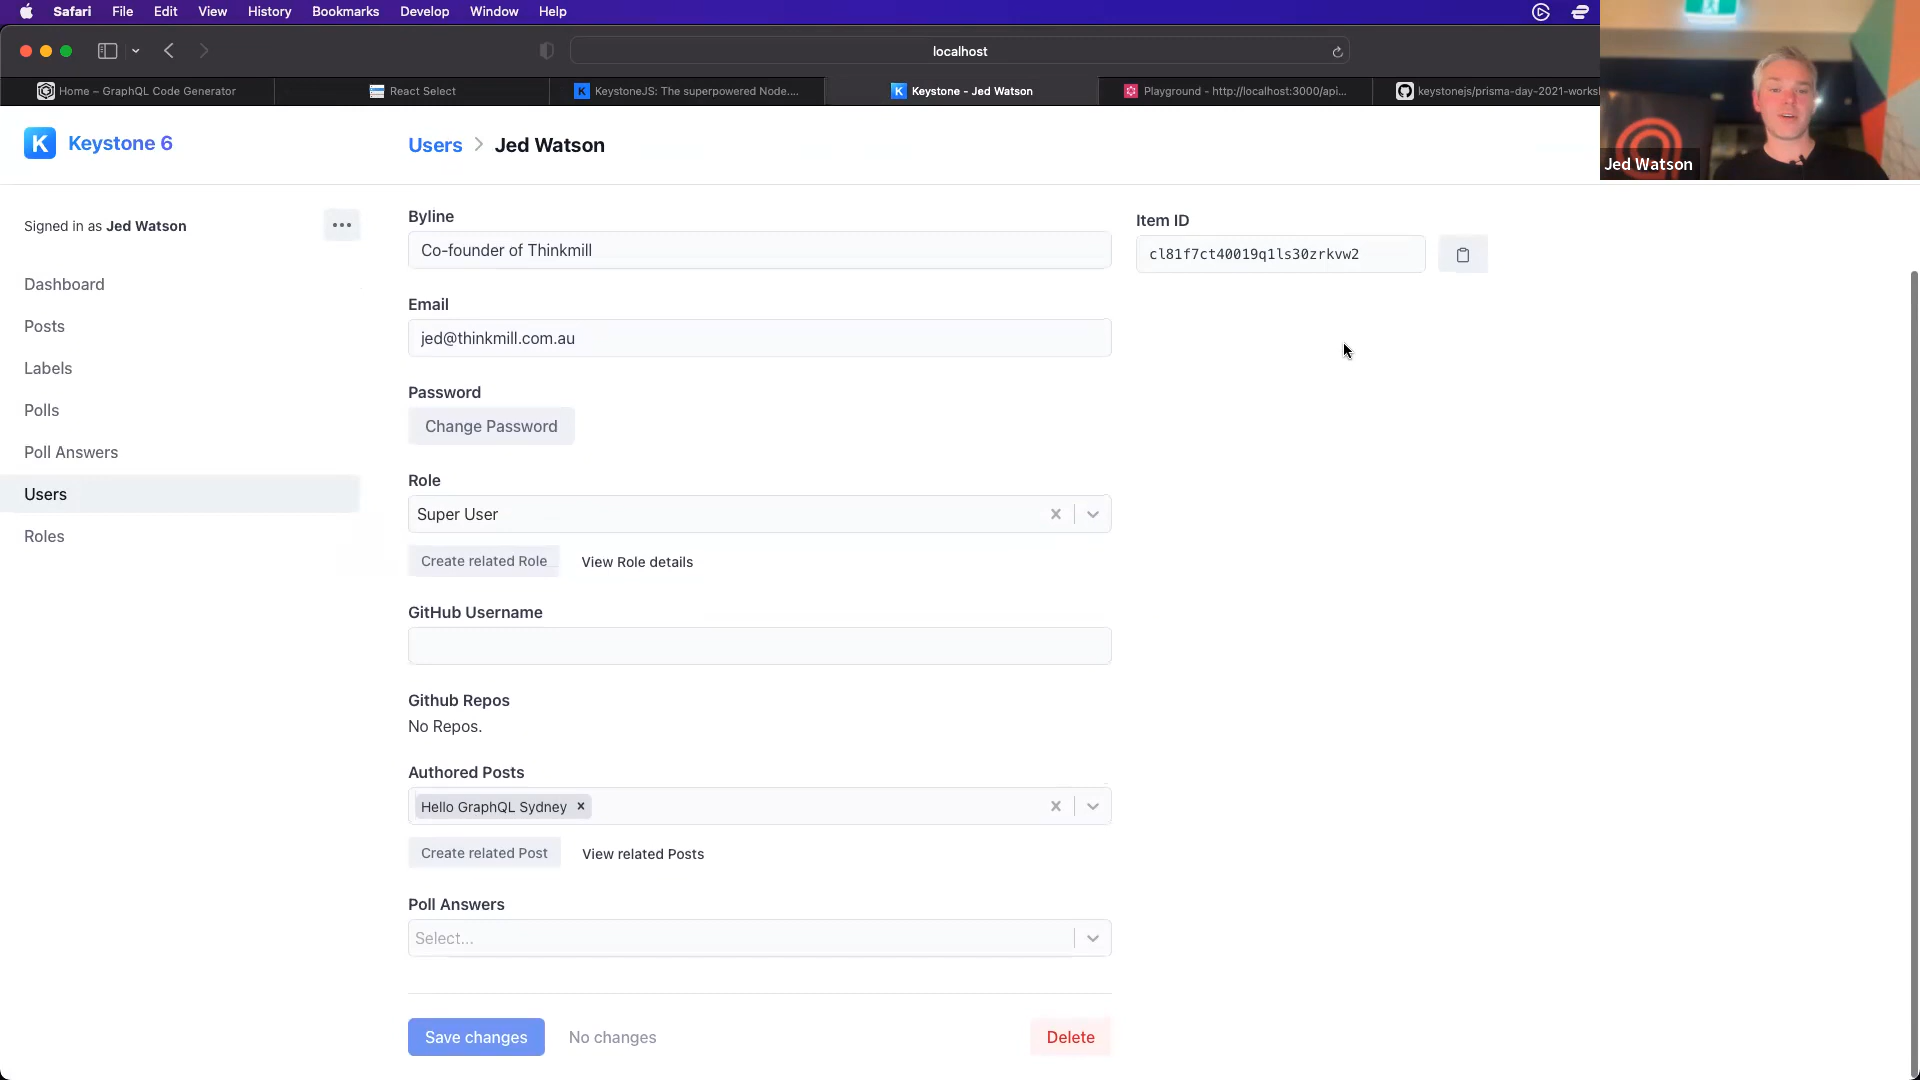 Safari File Edit View History Bookmarks Develop Window Help
localhost
Home – GraphQL Code Generator
React Select
KeystoneJS: The superpowered Node....
Keystone - Jed Watson
Playground - http://localhost:3000/api...
keystonejs/prisma-day-2021-works
Jed Watson
Keystone 6
Users
Jed Watson
Signed in as Jed Watson
Dashboard
Posts
Labels
Polls
Poll Answers
Users
Roles
Byline
Co-founder of Thinkmill
Email
jed@thinkmill.com.au
Password
Change Password
Role
Super User
Create related Role View Role details
GitHub Username
Github Repos
No Repos.
Authored Posts
Hello GraphQL Sydney
Create related Post View related Posts
Poll Answers
Select...
Save changes No changes Delete
Item ID
cl81f7ct40019q1ls30zrkvw2